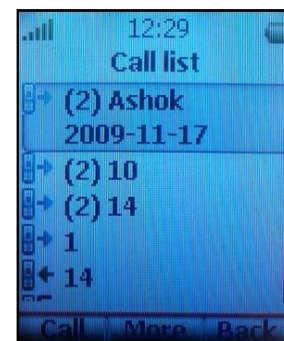 12:29
Call list
(2) Ashok
2009-11-17
(2) 10
(2) 14
1
14
Call More Back